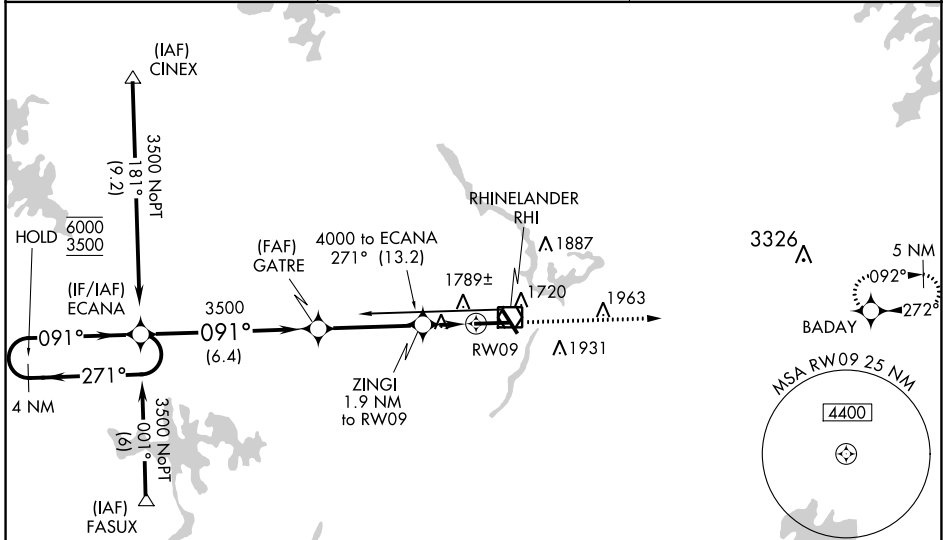 (IAF)
CINEX
3500 NoPT
181°
(9.2)
HOLD
6000
3500
(IF/IAF)
ECANA
091°
271°
4 NM
3500 NoPT
001°
(6)
(IAF)
FASUX
3500
091°
(6.4)
(FAF)
GATRE
4000 to ECANA
271° (13.2)
ZINGI
1.9 NM
to RW09
RHINELANDER
RHI
1887
1789±
1720
1963
RW09
1931
3326
5 NM
092°
272°
BADAY
MSA RW09 25 NM
4400